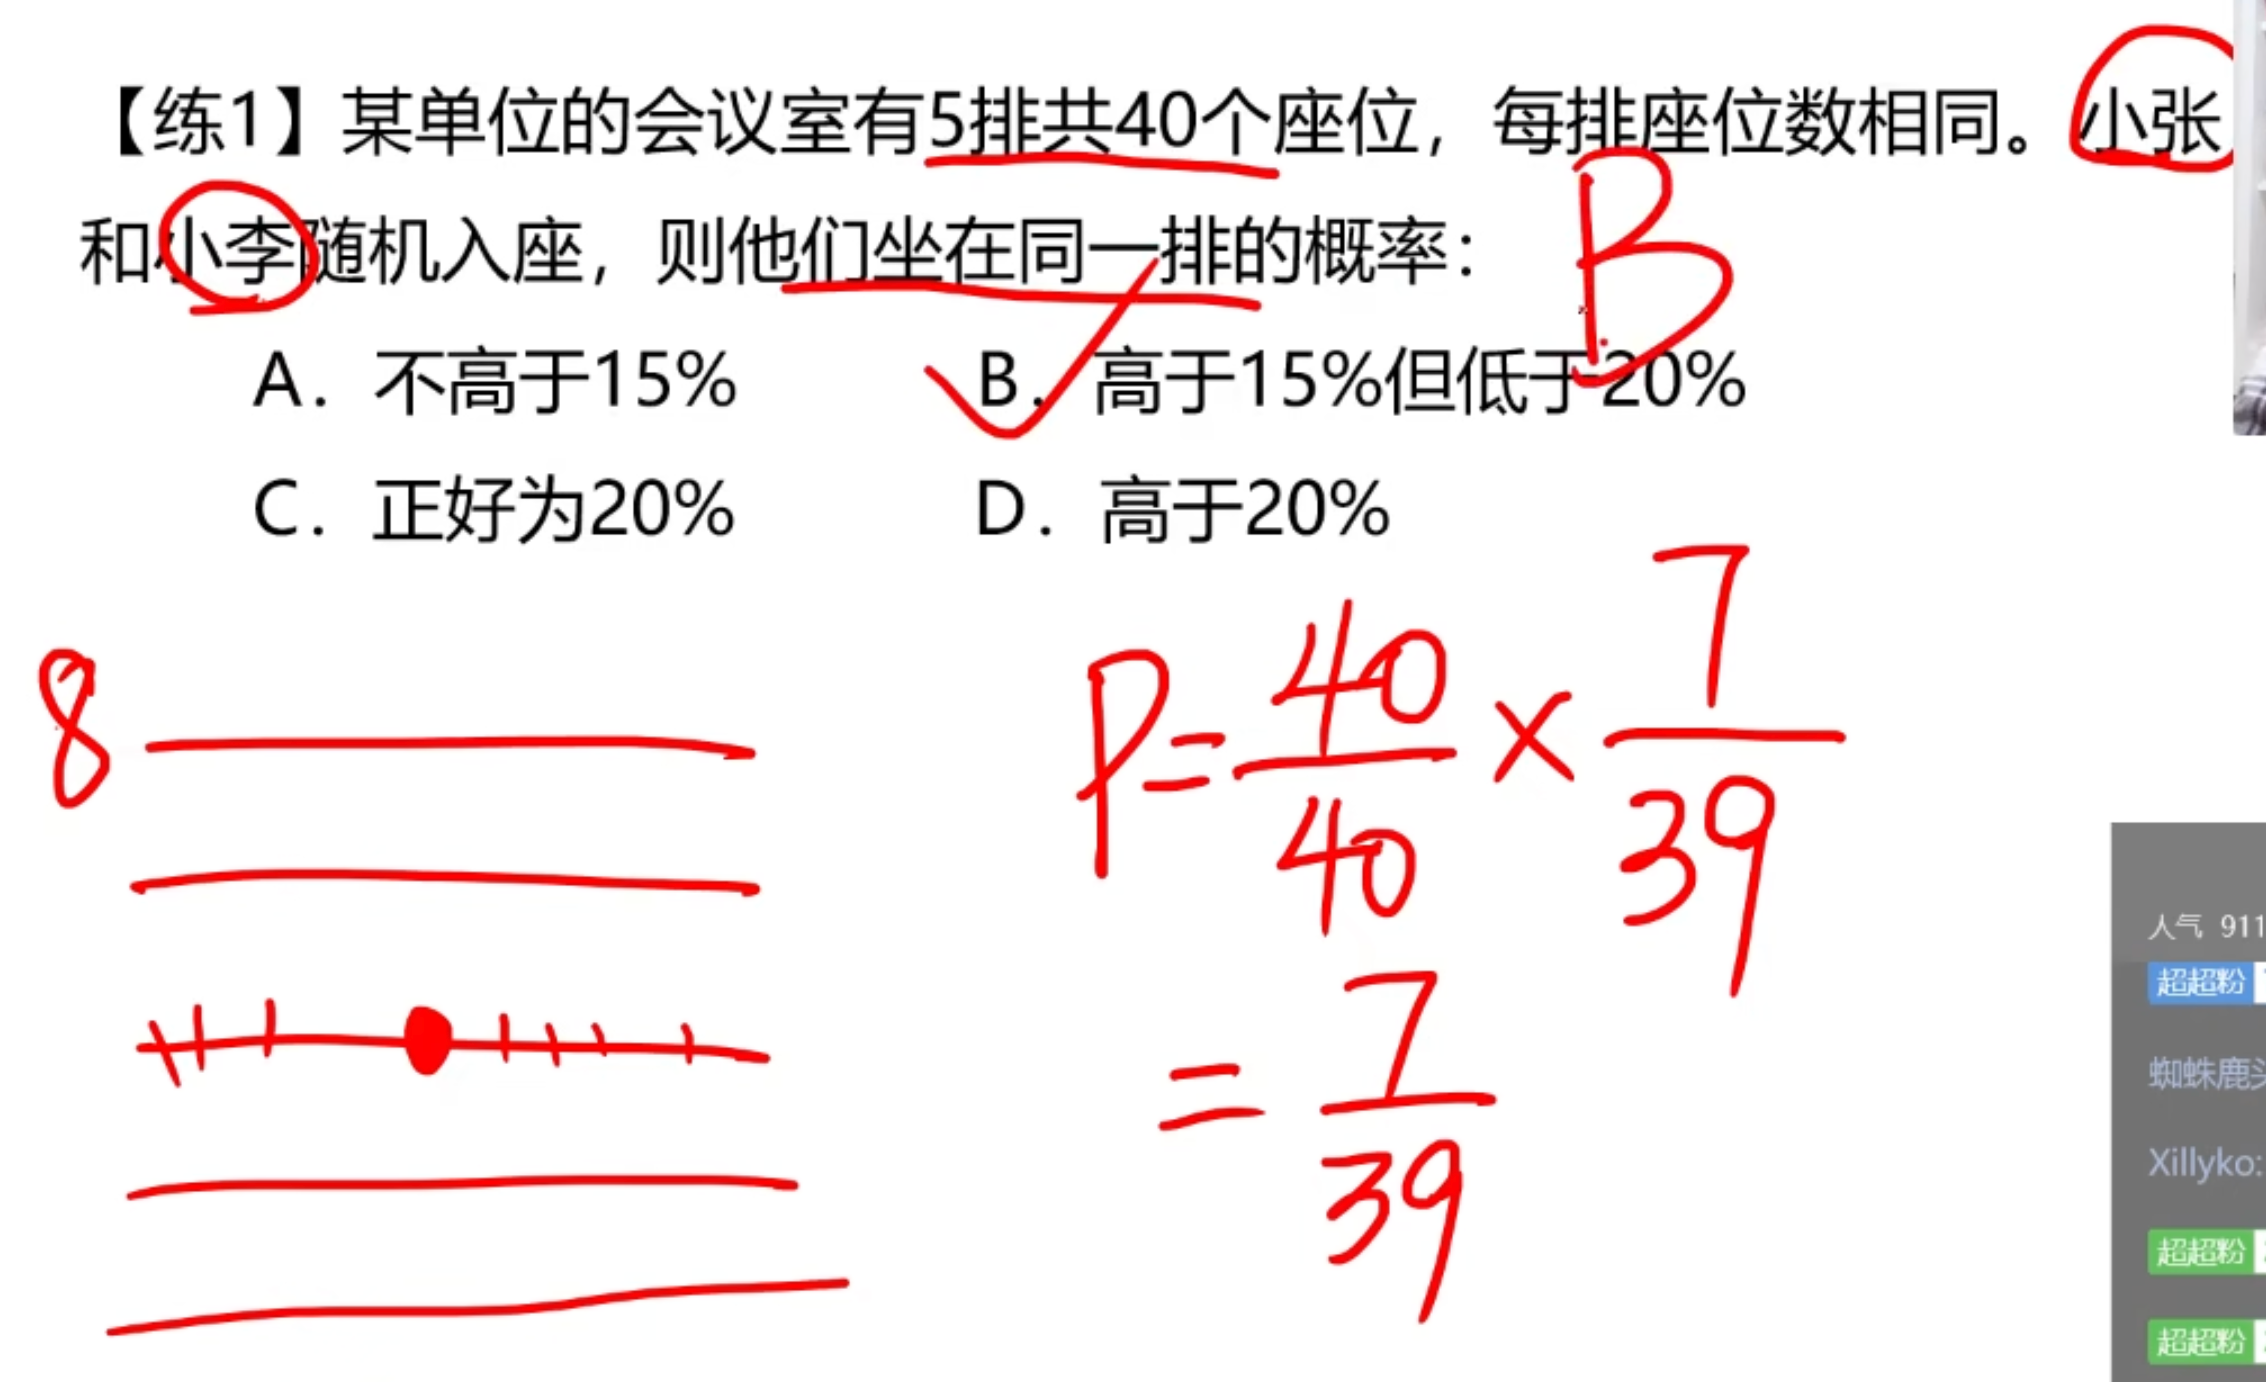 【练1】某单位的会议室有5排共40个座位，每排座位数相同。小张
和小李随机入座，则他们坐在同一排的概率：
B
A. 不高于15%
B. 高于15%但低于20%
C. 正好为20%
D. 高于20%
8
P=40/40×7/39
=7/39
人气 911
超超粉
蜘蛛鹿头
Xillyko:
超超粉
超超粉